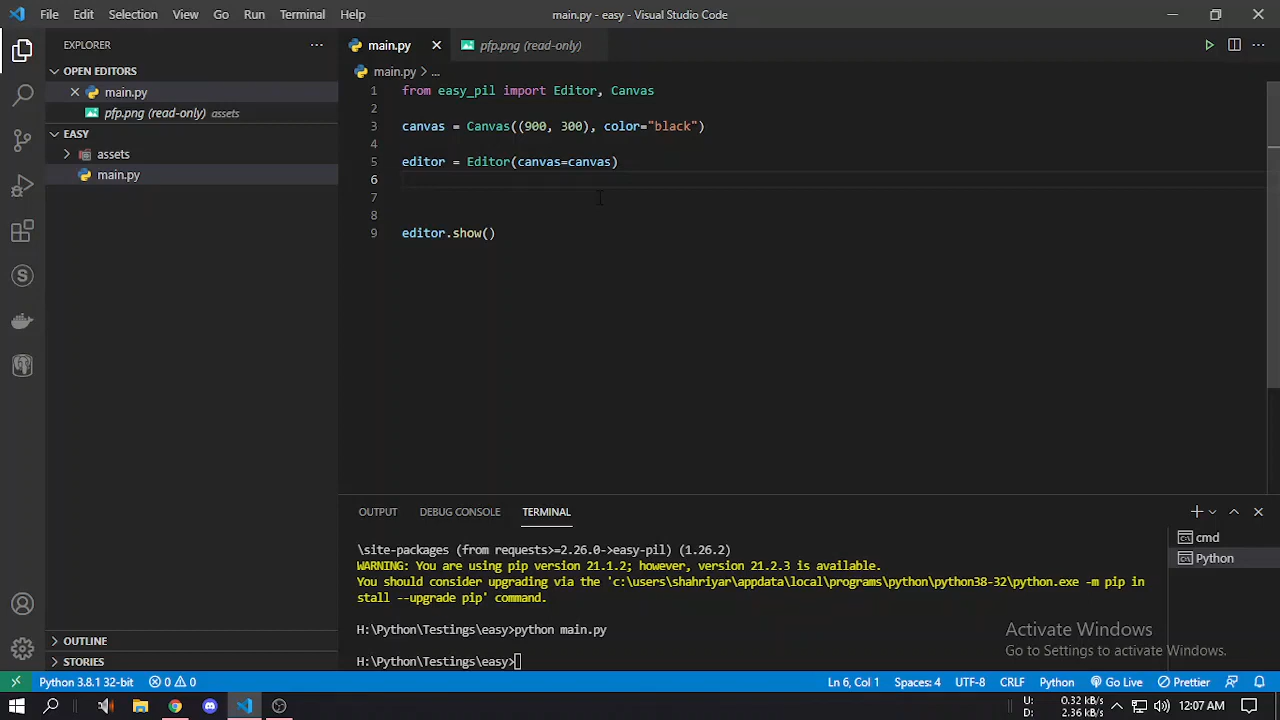 File Edit Selection View Go Run Terminal Help main.py - easy - Visual Studio Code
EXPLORER
OPEN EDITORS
main.py
pfp.png (read-only) assets
EASY
assets
main.py
OUTLINE
STORIES
main.py pfp.png (read-only)
main.py > ...
1 from easy_pil import Editor, Canvas
2
3 canvas = Canvas((900, 300), color="black")
4
5 editor = Editor(canvas=canvas)
6
7
8
9 editor.show()
OUTPUT DEBUG CONSOLE TERMINAL
\site-packages (from requests>=2.26.0->easy-pil) (1.26.2)
WARNING: You are using pip version 21.1.2; however, version 21.2.3 is available.
You should consider upgrading via the 'c:\users\shahriyar\appdata\local\programs\python\python38-32\python.exe -m pip in
stall --upgrade pip' command.
H:\Python\Testings\easy>python main.py
H:\Python\Testings\easy>
cmd
Python
Activate Windows
Go to Settings to activate Windows.
Python 3.8.1 32-bit 0 0 Ln 6, Col 1 Spaces: 4 UTF-8 CRLF Python Go Live Prettier
U: 0.32 kB/s
D: 2.36 kB/s
12:07 AM